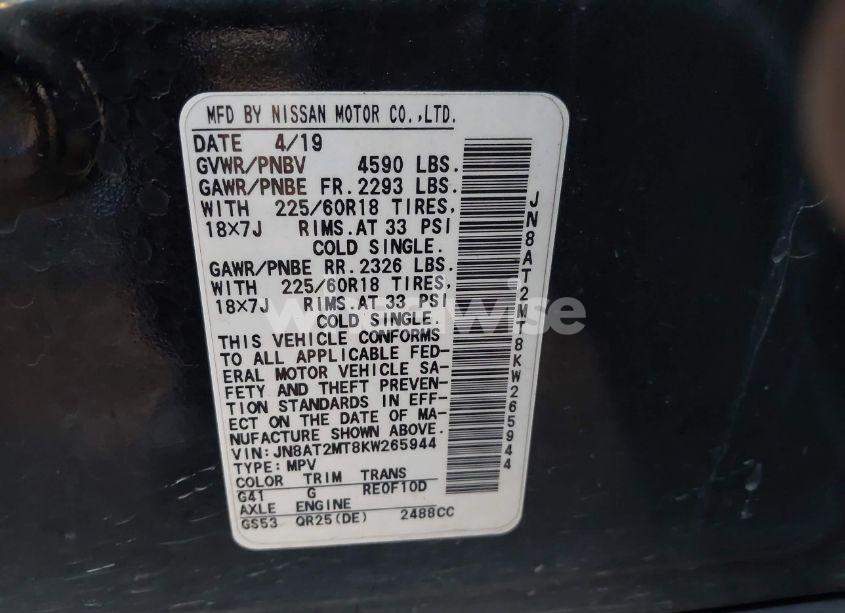 MFD BY NISSAN MOTOR CO.,LTD.
DATE 4/19
GVWR/PNBV 4590 LBS.
GAWR/PNBE FR.2293 LBS.
WITH 225/60R18 TIRES,
18×7J RIMS.AT 33 PSI
COLD SINGLE.
GAWR/PNBE RR.2326 LBS.
WITH 225/60R18 TIRES,
18×7J RIMS.AT 33 PSI
COLD SINGLE.
THIS VEHICLE CONFORMS
TO ALL APPLICABLE FED-
ERAL MOTOR VEHICLE SA-
FETY AND THEFT PREVEN-
TION STANDARDS IN EFF-
ECT ON THE DATE OF MA-
NUFACTURE SHOWN ABOVE.
VIN:JN8AT2MT8KW265944
TYPE:MPV
COLOR TRIM TRANS
G41 G RE0F10D
AXLE ENGINE
GS53 QR25(DE) 2488CC
JN8AT2MT8KW265944